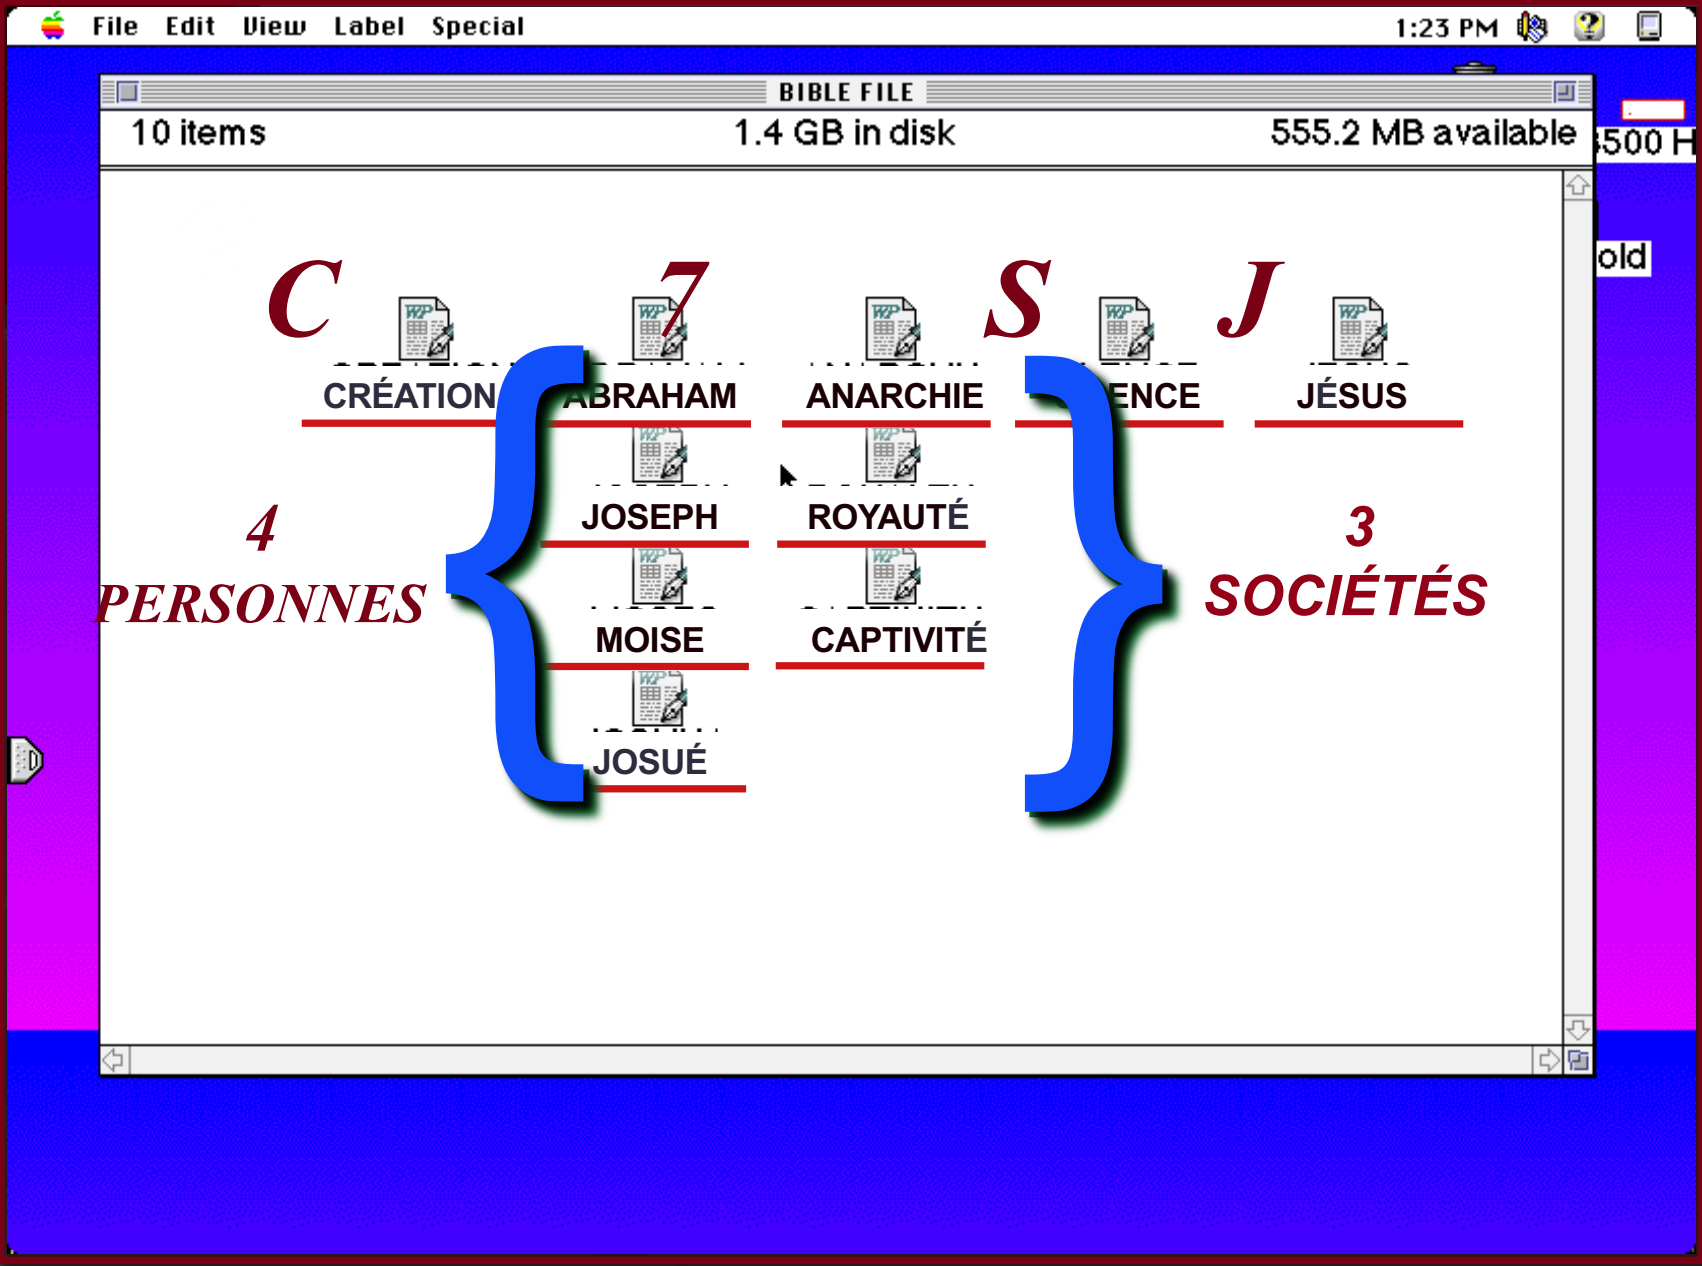 File Edit View Label Special 1:23 PM
BIBLE FILE
10 items 1.4 GB in disk 555.2 MB available
500 H
old
C 7 S J
CRÉATION ABRAHAM ANARCHIE ENCE JÉSUS
JOSEPH ROYAUTÉ
4 3
PERSONNES SOCIÉTÉS
MOISE CAPTIVITÉ
JOSUÉ